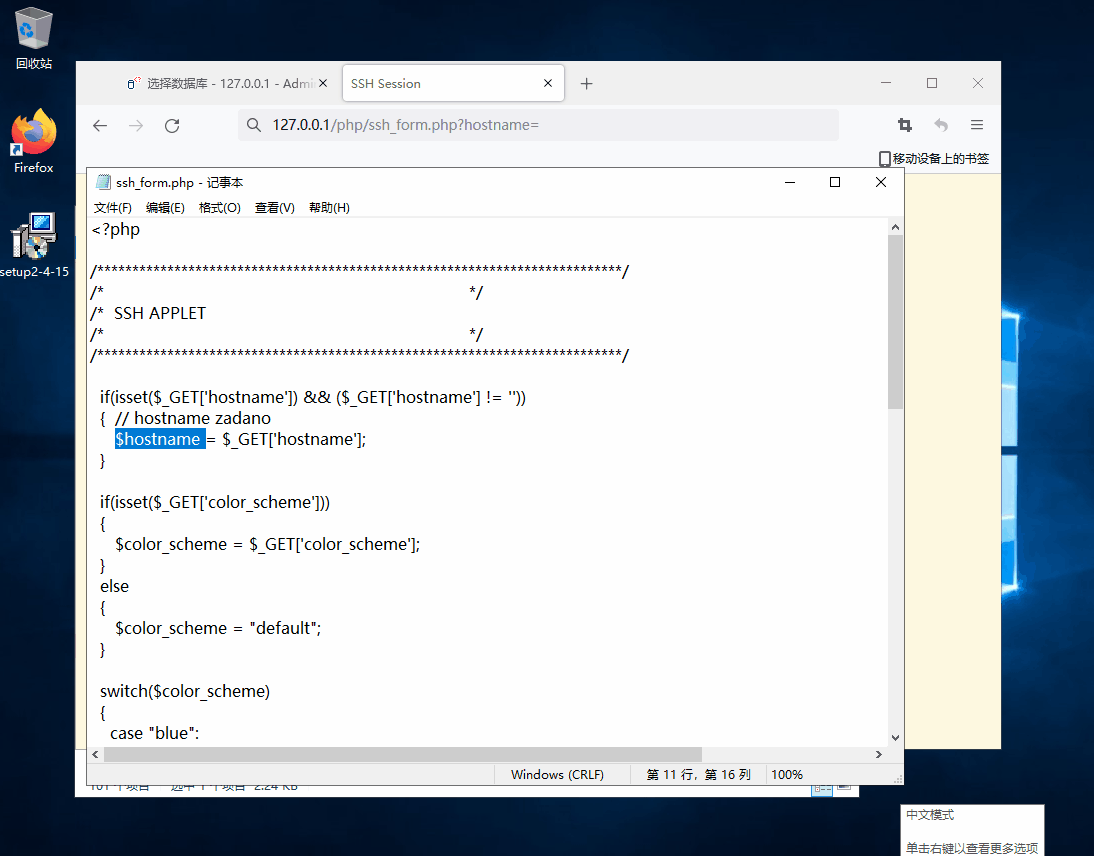 回收站
Firefox
setup2-4-15
选择数据库 - 127.0.0.1 - Admi
SSH Session
127.0.0.1/php/ssh_form.php?hostname=
移动设备上的书签
ssh_form.php - 记事本
文件(F) 编辑(E) 格式(O) 查看(V) 帮助(H)
<?php
/***************************************************************************/
/* */
/* SSH APPLET
/* */
/***************************************************************************/
if(isset($_GET['hostname']) && ($_GET['hostname'] != ''))
{ // hostname zadano
$hostname = $_GET['hostname'];
}
if(isset($_GET['color_scheme']))
{
$color_scheme = $_GET['color_scheme'];
}
else
{
$color_scheme = "default";
}
switch($color_scheme)
{
case "blue":
Windows (CRLF) 第 11 行，第 16 列 100%
101 个项目 选中 1 个项目 2.24 KB
中文模式
单击右键以查看更多选项